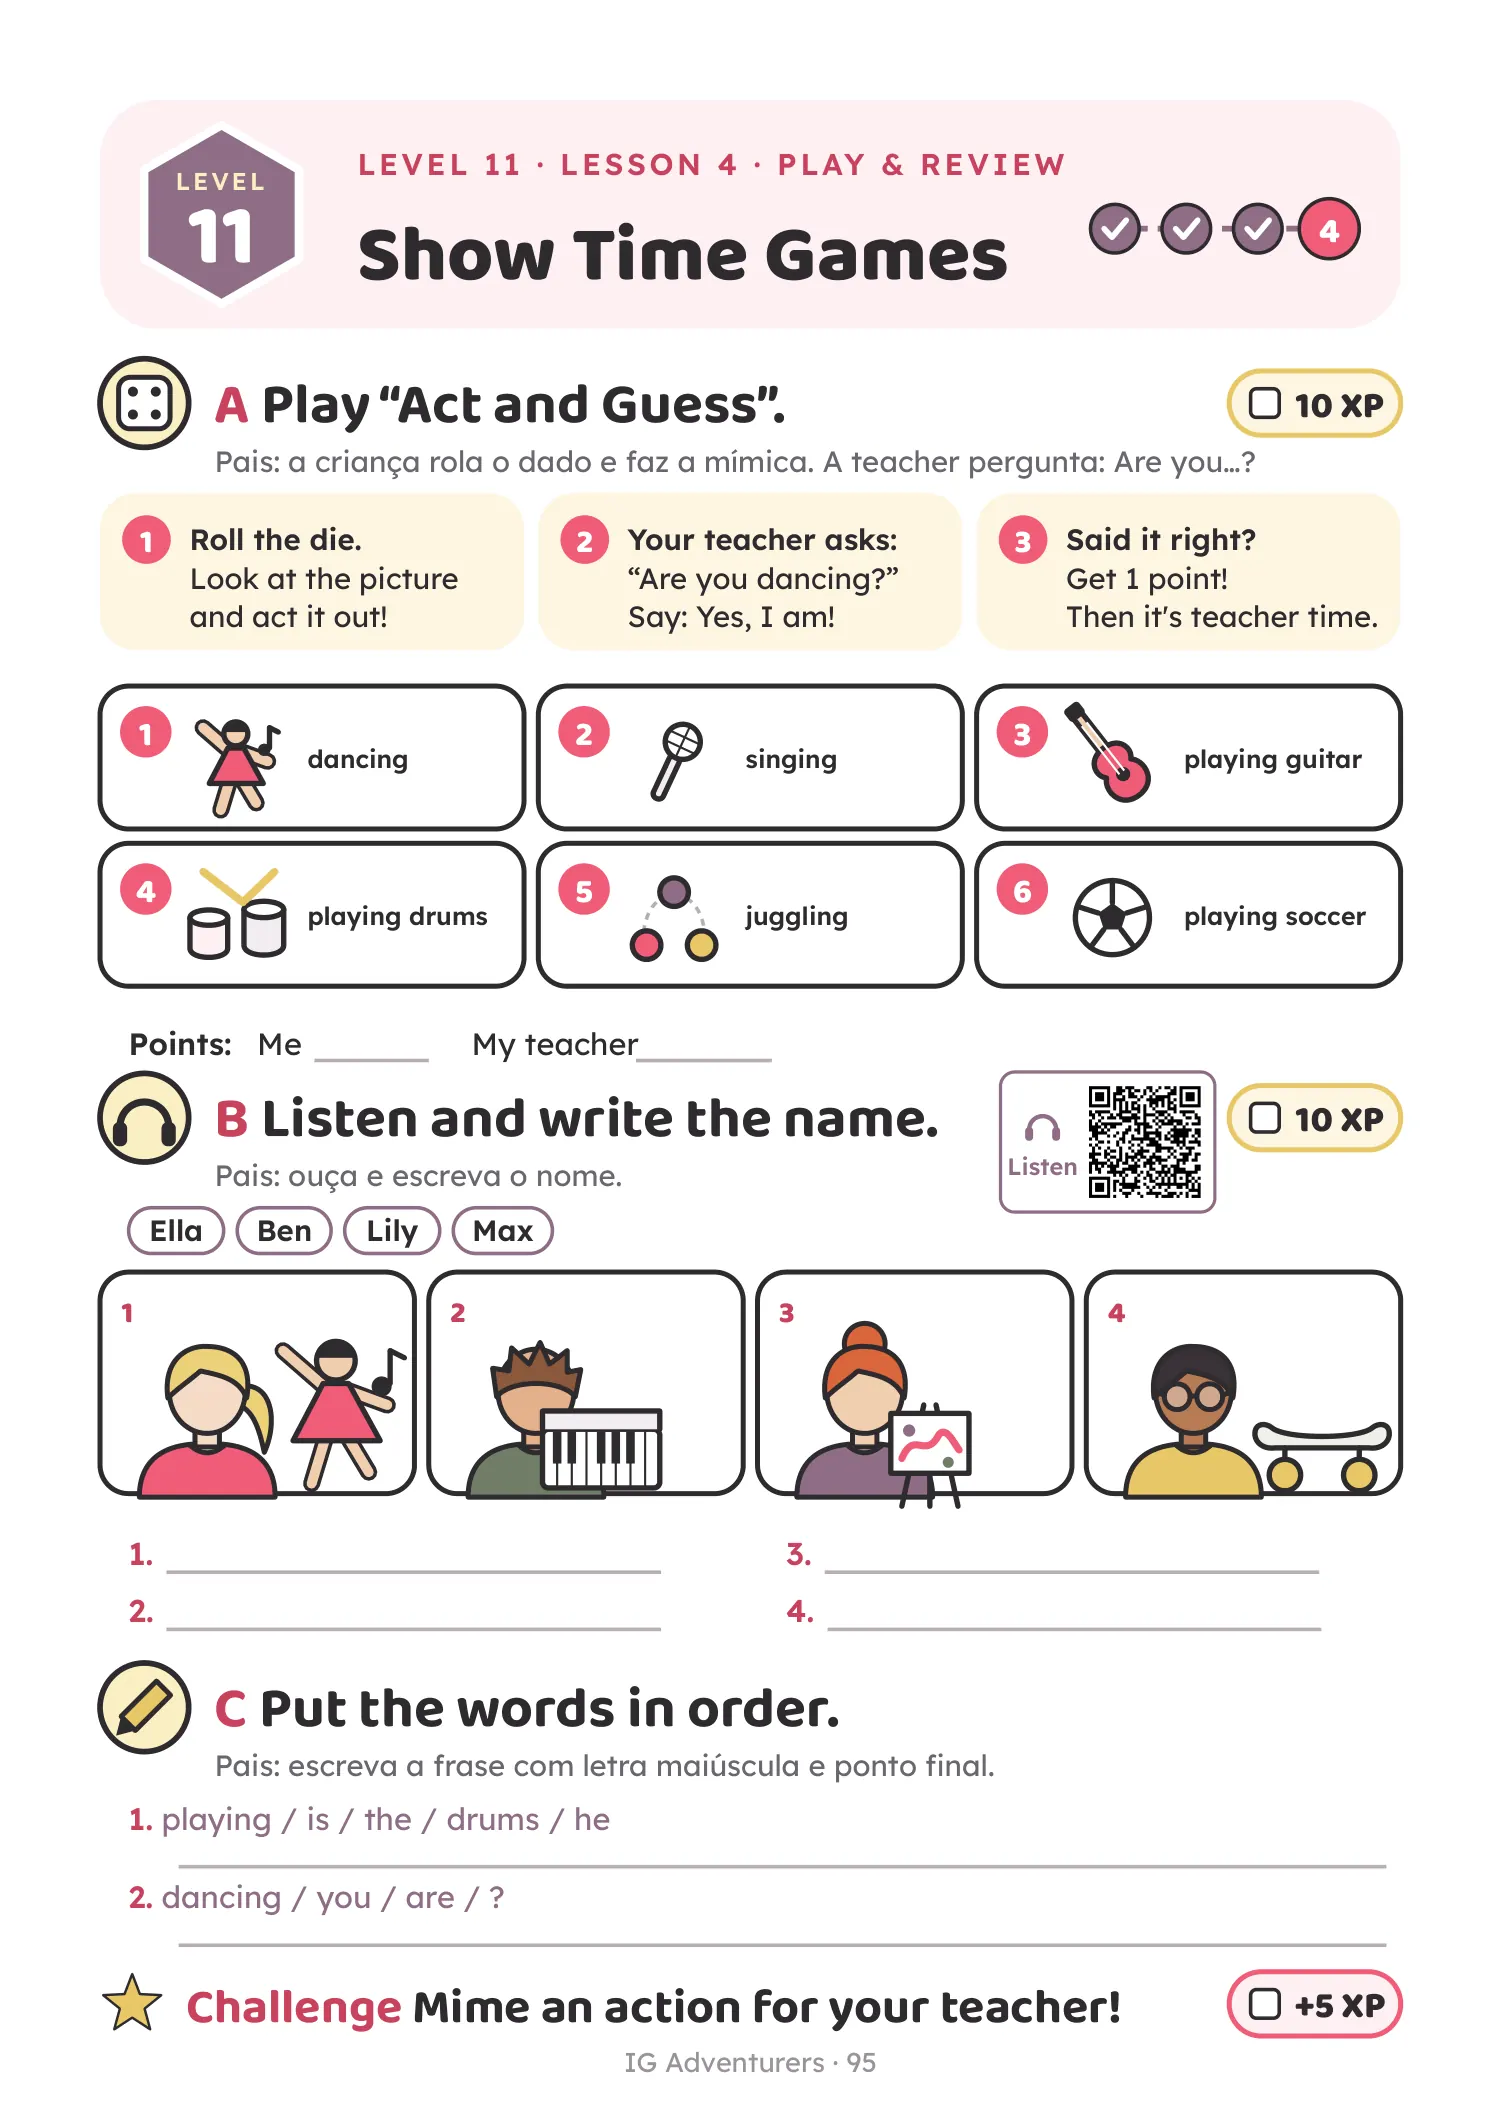 LEVEL
11
LEVEL 11 · LESSON 4 · PLAY & REVIEW
Show Time Games
4
A Play “Act and Guess”.
10 XP
Pais: a criança rola o dado e faz a mímica. A teacher pergunta: Are you...?
1
Roll the die.
Look at the picture
and act it out!
2
Your teacher asks:
“Are you dancing?”
Say: Yes, I am!
3
Said it right?
Get 1 point!
Then it's teacher time.
1
dancing
2
singing
3
playing guitar
4
playing drums
5
juggling
6
playing soccer
Points: Me ______ My teacher______
B Listen and write the name.
Listen
10 XP
Pais: ouça e escreva o nome.
Ella
Ben
Lily
Max
1
2
3
4
1.
2.
3.
4.
C Put the words in order.
Pais: escreva a frase com letra maiúscula e ponto final.
1. playing / is / the / drums / he
2. dancing / you / are / ?
Challenge Mime an action for your teacher!
+5 XP
IG Adventurers · 95